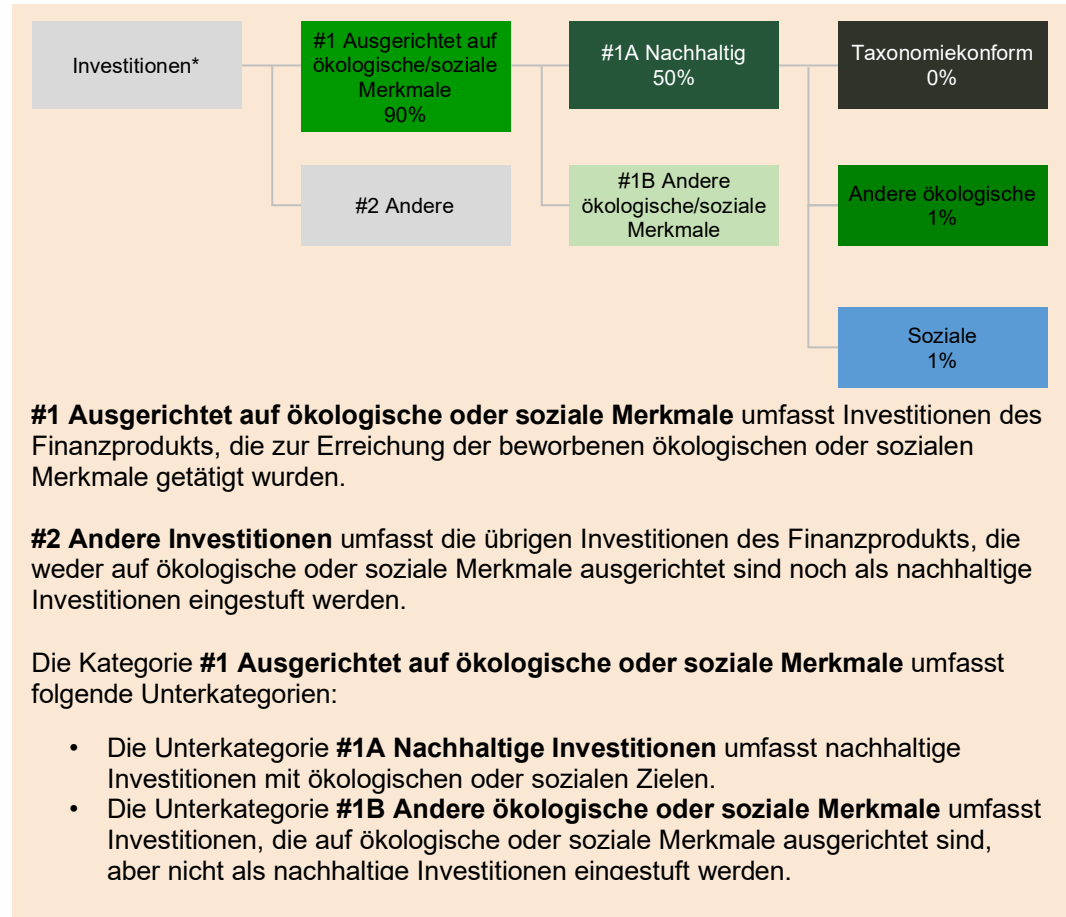 Investitionen*
#1 Ausgerichtet auf
ökologische/soziale
Merkmale
90%
#1A Nachhaltig
50%
Taxonomiekonform
0%
#2 Andere
#1B Andere
ökologische/soziale
Merkmale
Andere ökologische
1%
Soziale
1%
#1 Ausgerichtet auf ökologische oder soziale Merkmale umfasst Investitionen des
Finanzprodukts, die zur Erreichung der beworbenen ökologischen oder sozialen
Merkmale getätigt wurden.
#2 Andere Investitionen umfasst die übrigen Investitionen des Finanzprodukts, die
weder auf ökologische oder soziale Merkmale ausgerichtet sind noch als nachhaltige
Investitionen eingestuft werden.
Die Kategorie #1 Ausgerichtet auf ökologische oder soziale Merkmale umfasst
folgende Unterkategorien:
• Die Unterkategorie #1A Nachhaltige Investitionen umfasst nachhaltige
Investitionen mit ökologischen oder sozialen Zielen.
• Die Unterkategorie #1B Andere ökologische oder soziale Merkmale umfasst
Investitionen, die auf ökologische oder soziale Merkmale ausgerichtet sind,
aber nicht als nachhaltige Investitionen eingestuft werden.